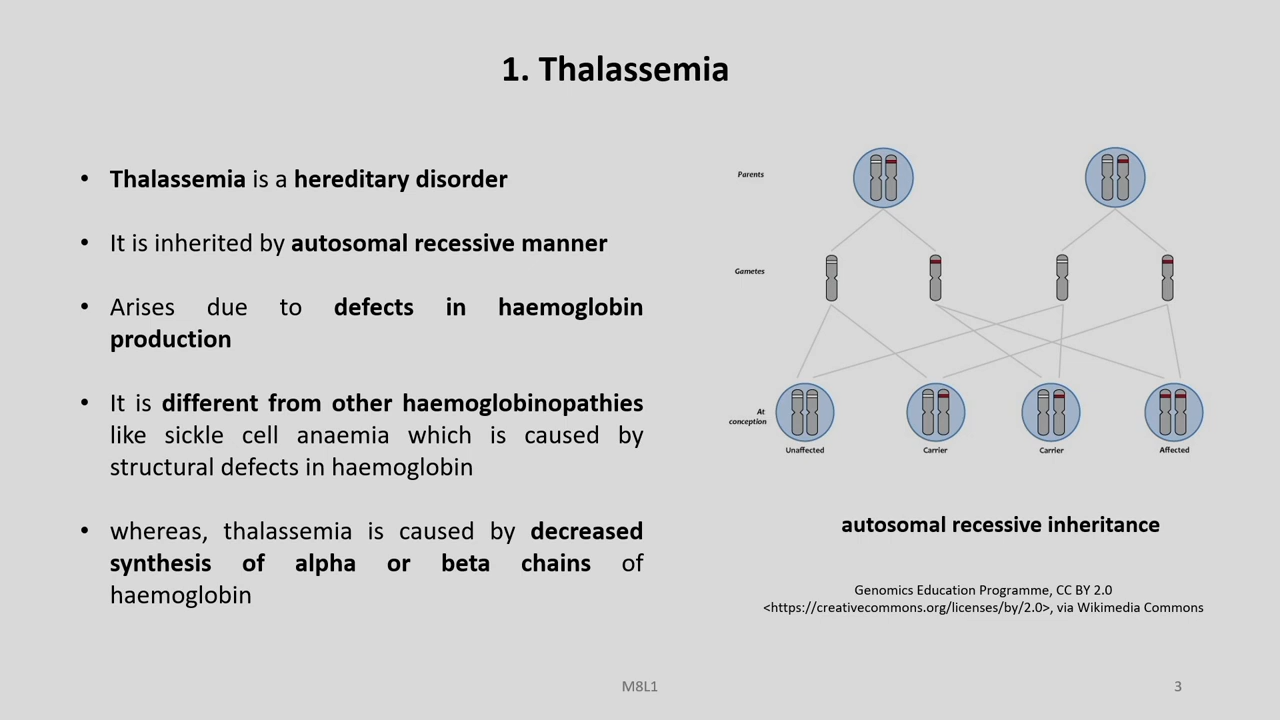 1. Thalassemia
• Thalassemia is a hereditary disorder
• It is inherited by autosomal recessive manner
• Arises due to defects in haemoglobin
production
• It is different from other haemoglobinopathies
like sickle cell anaemia which is caused by
structural defects in haemoglobin
• whereas, thalassemia is caused by decreased
synthesis of alpha or beta chains of
haemoglobin
Parents
Gametes
At
conception
Unaffected
Carrier
Carrier
Affected
autosomal recessive inheritance
Genomics Education Programme, CC BY 2.0
<https://creativecommons.org/licenses/by/2.0>, via Wikimedia Commons
M8L1
3